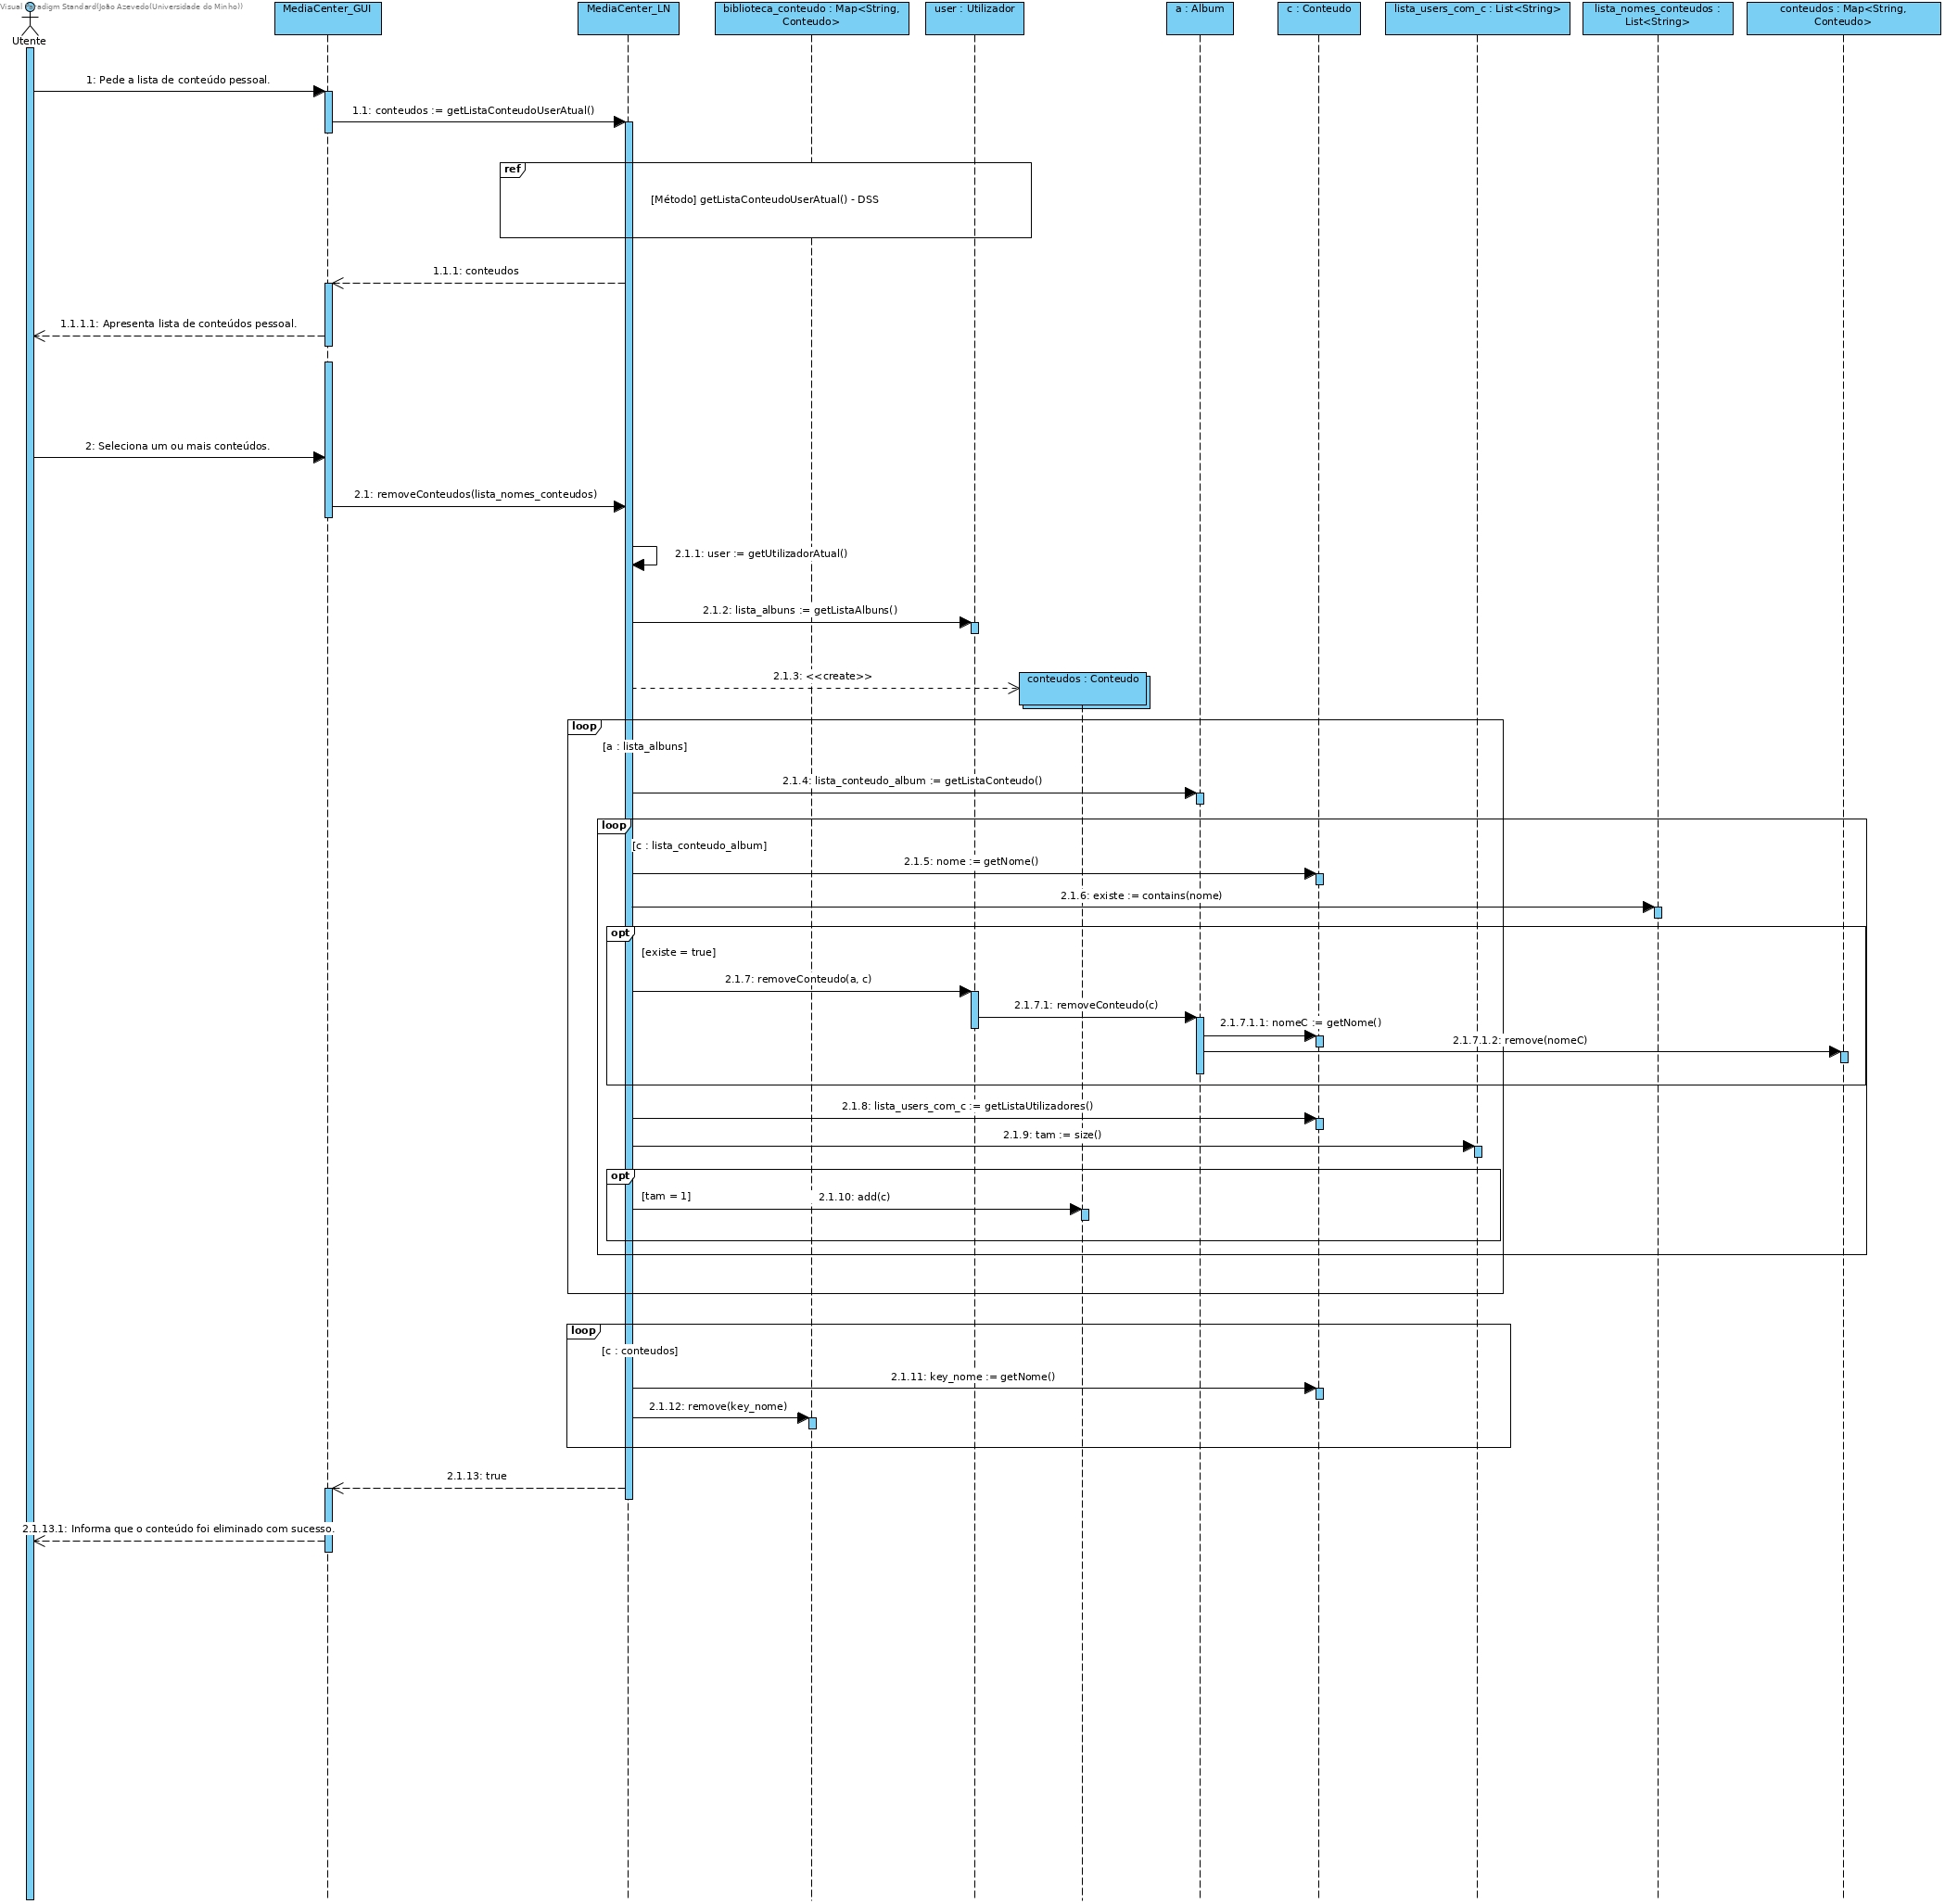 Visual Paradigm Standard(João Azevedo(Universidade do Minho))
Utente
MediaCenter_GUI
MediaCenter_LN
biblioteca_conteudo : Map<String,
Conteudo>
user : Utilizador
a : Album
c : Conteudo
lista_users_com_c : List<String>
lista_nomes_conteudos :
List<String>
conteudos : Map<String,
Conteudo>
1: Pede a lista de conteúdo pessoal.
1.1: conteudos := getListaConteudoUserAtual()
ref
[Método] getListaConteudoUserAtual() - DSS
1.1.1: conteudos
1.1.1.1: Apresenta lista de conteúdos pessoal.
2: Seleciona um ou mais conteúdos.
2.1: removeConteudos(lista_nomes_conteudos)
2.1.1: user := getUtilizadorAtual()
2.1.2: lista_albuns := getListaAlbuns()
2.1.3: <<create>>
conteudos : Conteudo
loop
[a : lista_albuns]
2.1.4: lista_conteudo_album := getListaConteudo()
loop
[c : lista_conteudo_album]
2.1.5: nome := getNome()
2.1.6: existe := contains(nome)
opt
[existe = true]
2.1.7: removeConteudo(a, c)
2.1.7.1: removeConteudo(c)
2.1.7.1.1: nomeC := getNome()
2.1.7.1.2: remove(nomeC)
2.1.8: lista_users_com_c := getListaUtilizadores()
2.1.9: tam := size()
opt
[tam = 1]
2.1.10: add(c)
loop
[c : conteudos]
2.1.11: key_nome := getNome()
2.1.12: remove(key_nome)
2.1.13: true
2.1.13.1: Informa que o conteúdo foi eliminado com sucesso.